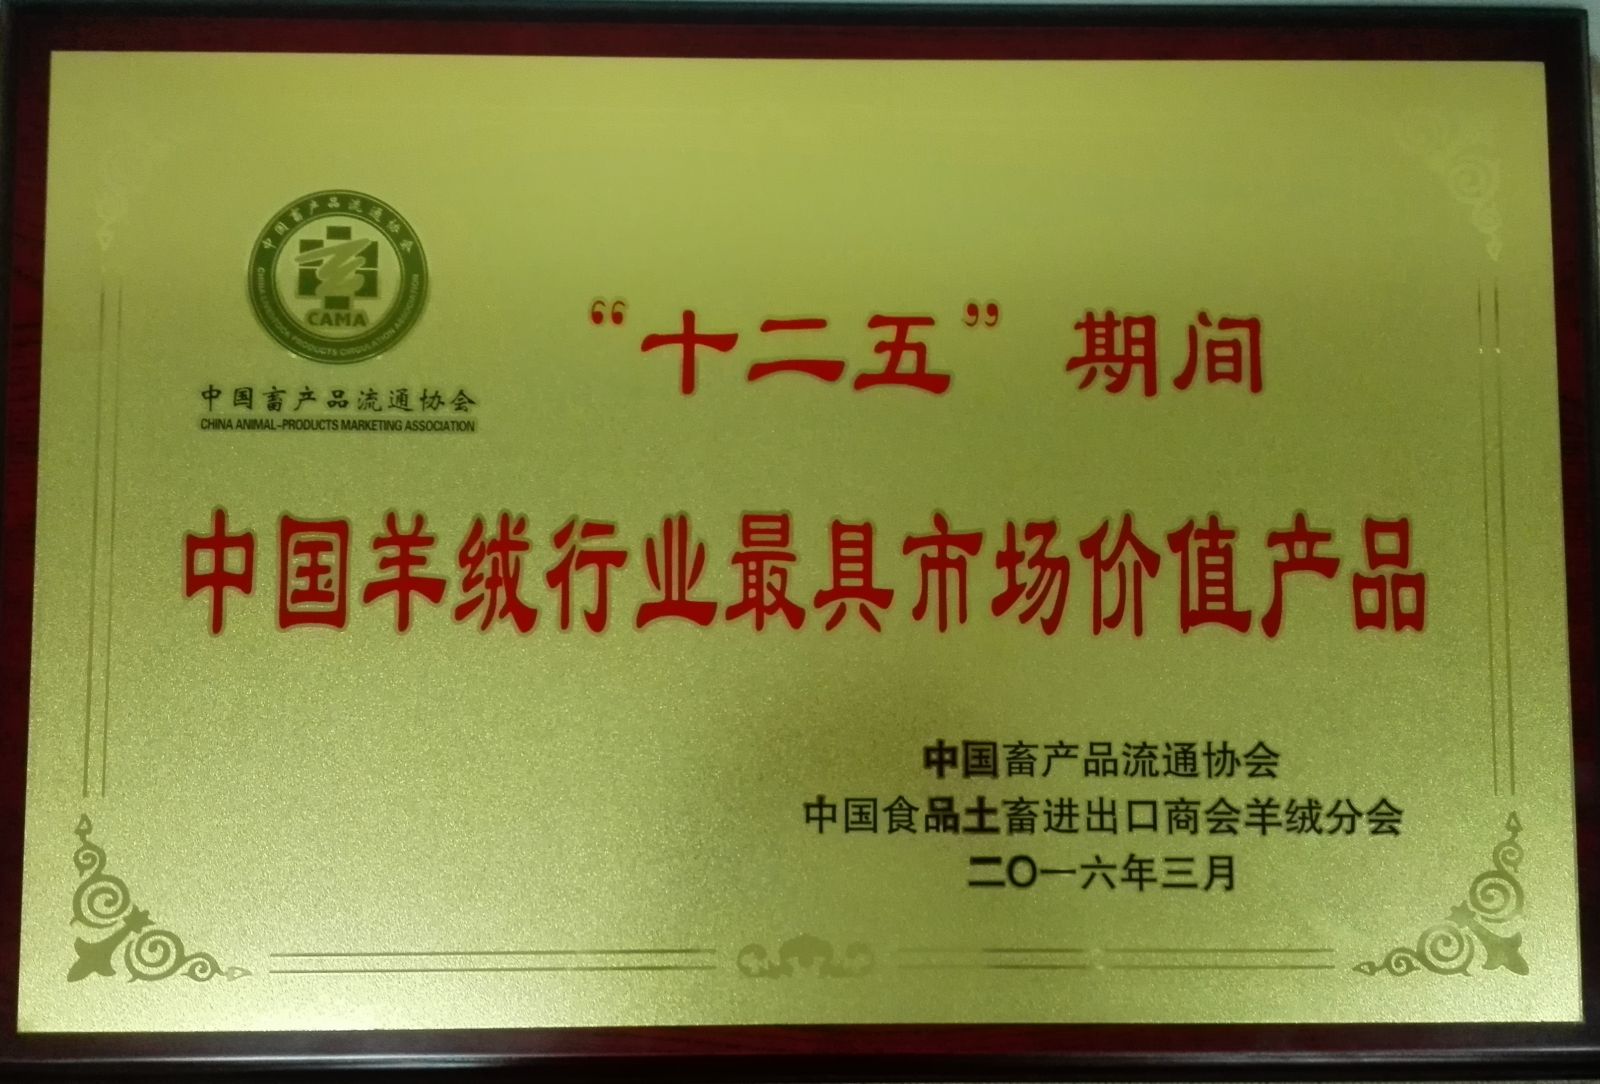 中国畜产品流通协会
CAMA
中国畜产品流通协会
CHINA ANIMAL-PRODUCTS MARKETING ASSOCIATION
“十二五”期间
中国羊绒行业最具市场价值产品
中国畜产品流通协会
中国食品土畜进出口商会羊绒分会
二〇一六年三月